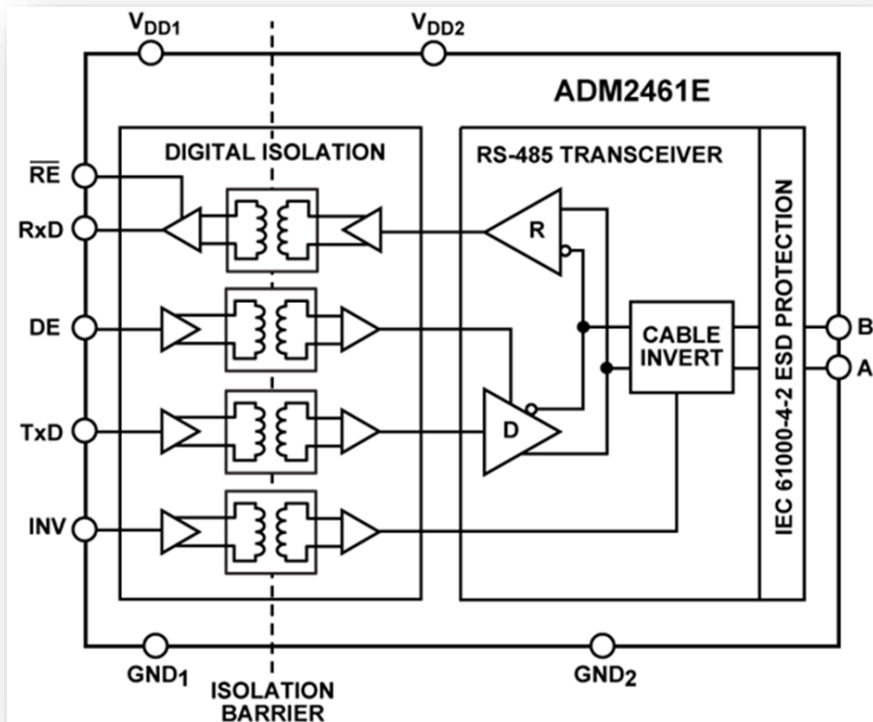 VDD1
VDD2
ADM2461E
DIGITAL ISOLATION
RS-485 TRANSCEIVER
RE
RxD
R
DE
CABLE
INVERT
B
A
TxD
D
INV
IEC 61000-4-2 ESD PROTECTION
GND1
GND2
ISOLATION
BARRIER